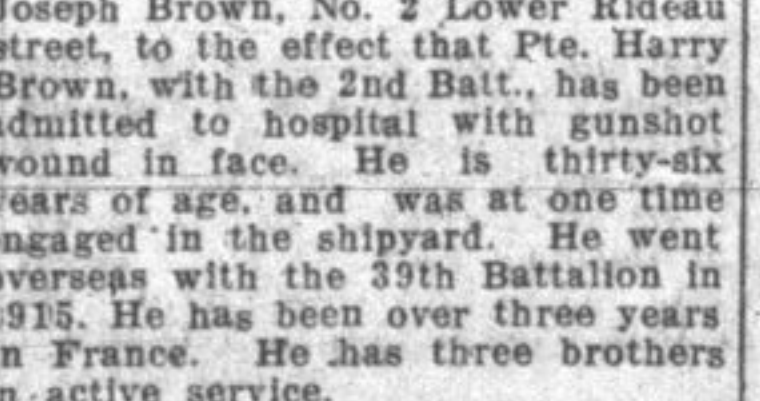 Joseph Brown, No. 2 Lower Rideau
street, to the effect that Pte. Harry
Brown, with the 2nd Batt., has been
admitted to hospital with gunshot
wound in face. He is thirty-six
years of age, and was at one time
engaged in the shipyard. He went
overseas with the 39th Battalion in
1915. He has been over three years
in France. He has three brothers
in active service.